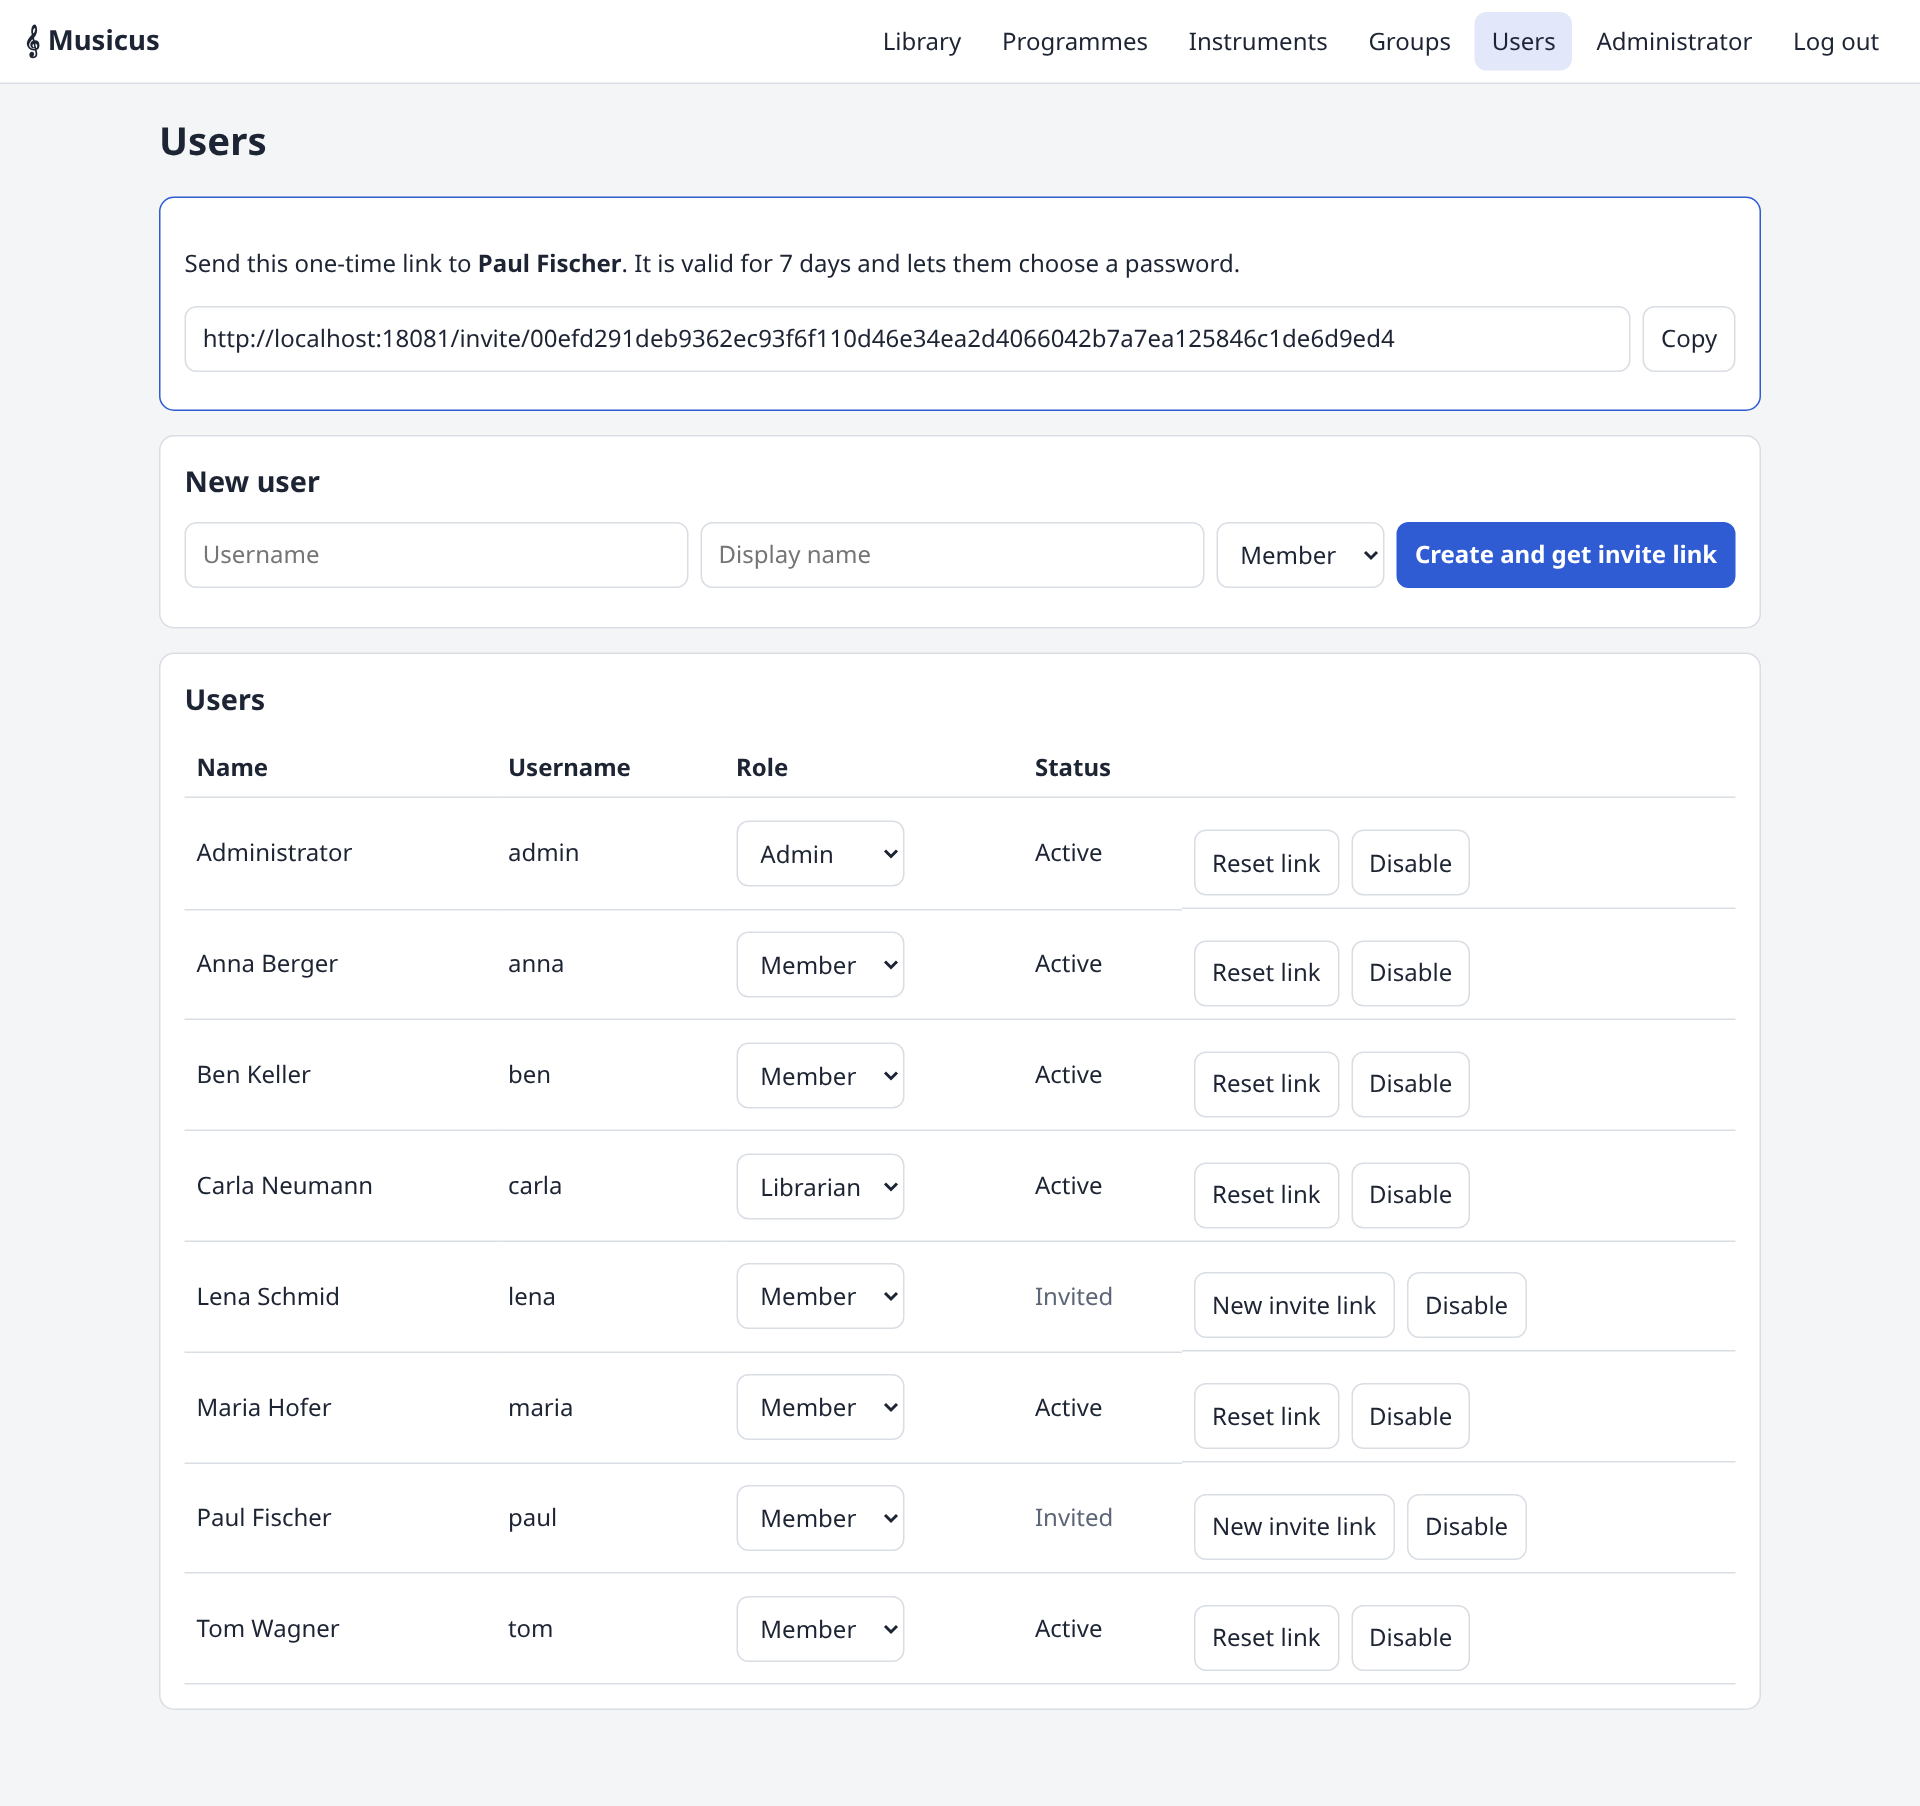 Musicus Library Programmes Instruments Groups Users Administrator Log out
Users
Send this one-time link to Paul Fischer. It is valid for 7 days and lets them choose a password.
http://localhost:18081/invite/00efd291deb9362ec93f6f110d46e34ea2d4066042b7a7ea125846c1de6d9ed4 Copy
New user
Username Display name Member Create and get invite link
Users
Name Username Role Status
Administrator admin Admin Active Reset link Disable
Anna Berger anna Member Active Reset link Disable
Ben Keller ben Member Active Reset link Disable
Carla Neumann carla Librarian Active Reset link Disable
Lena Schmid lena Member Invited New invite link Disable
Maria Hofer maria Member Active Reset link Disable
Paul Fischer paul Member Invited New invite link Disable
Tom Wagner tom Member Active Reset link Disable